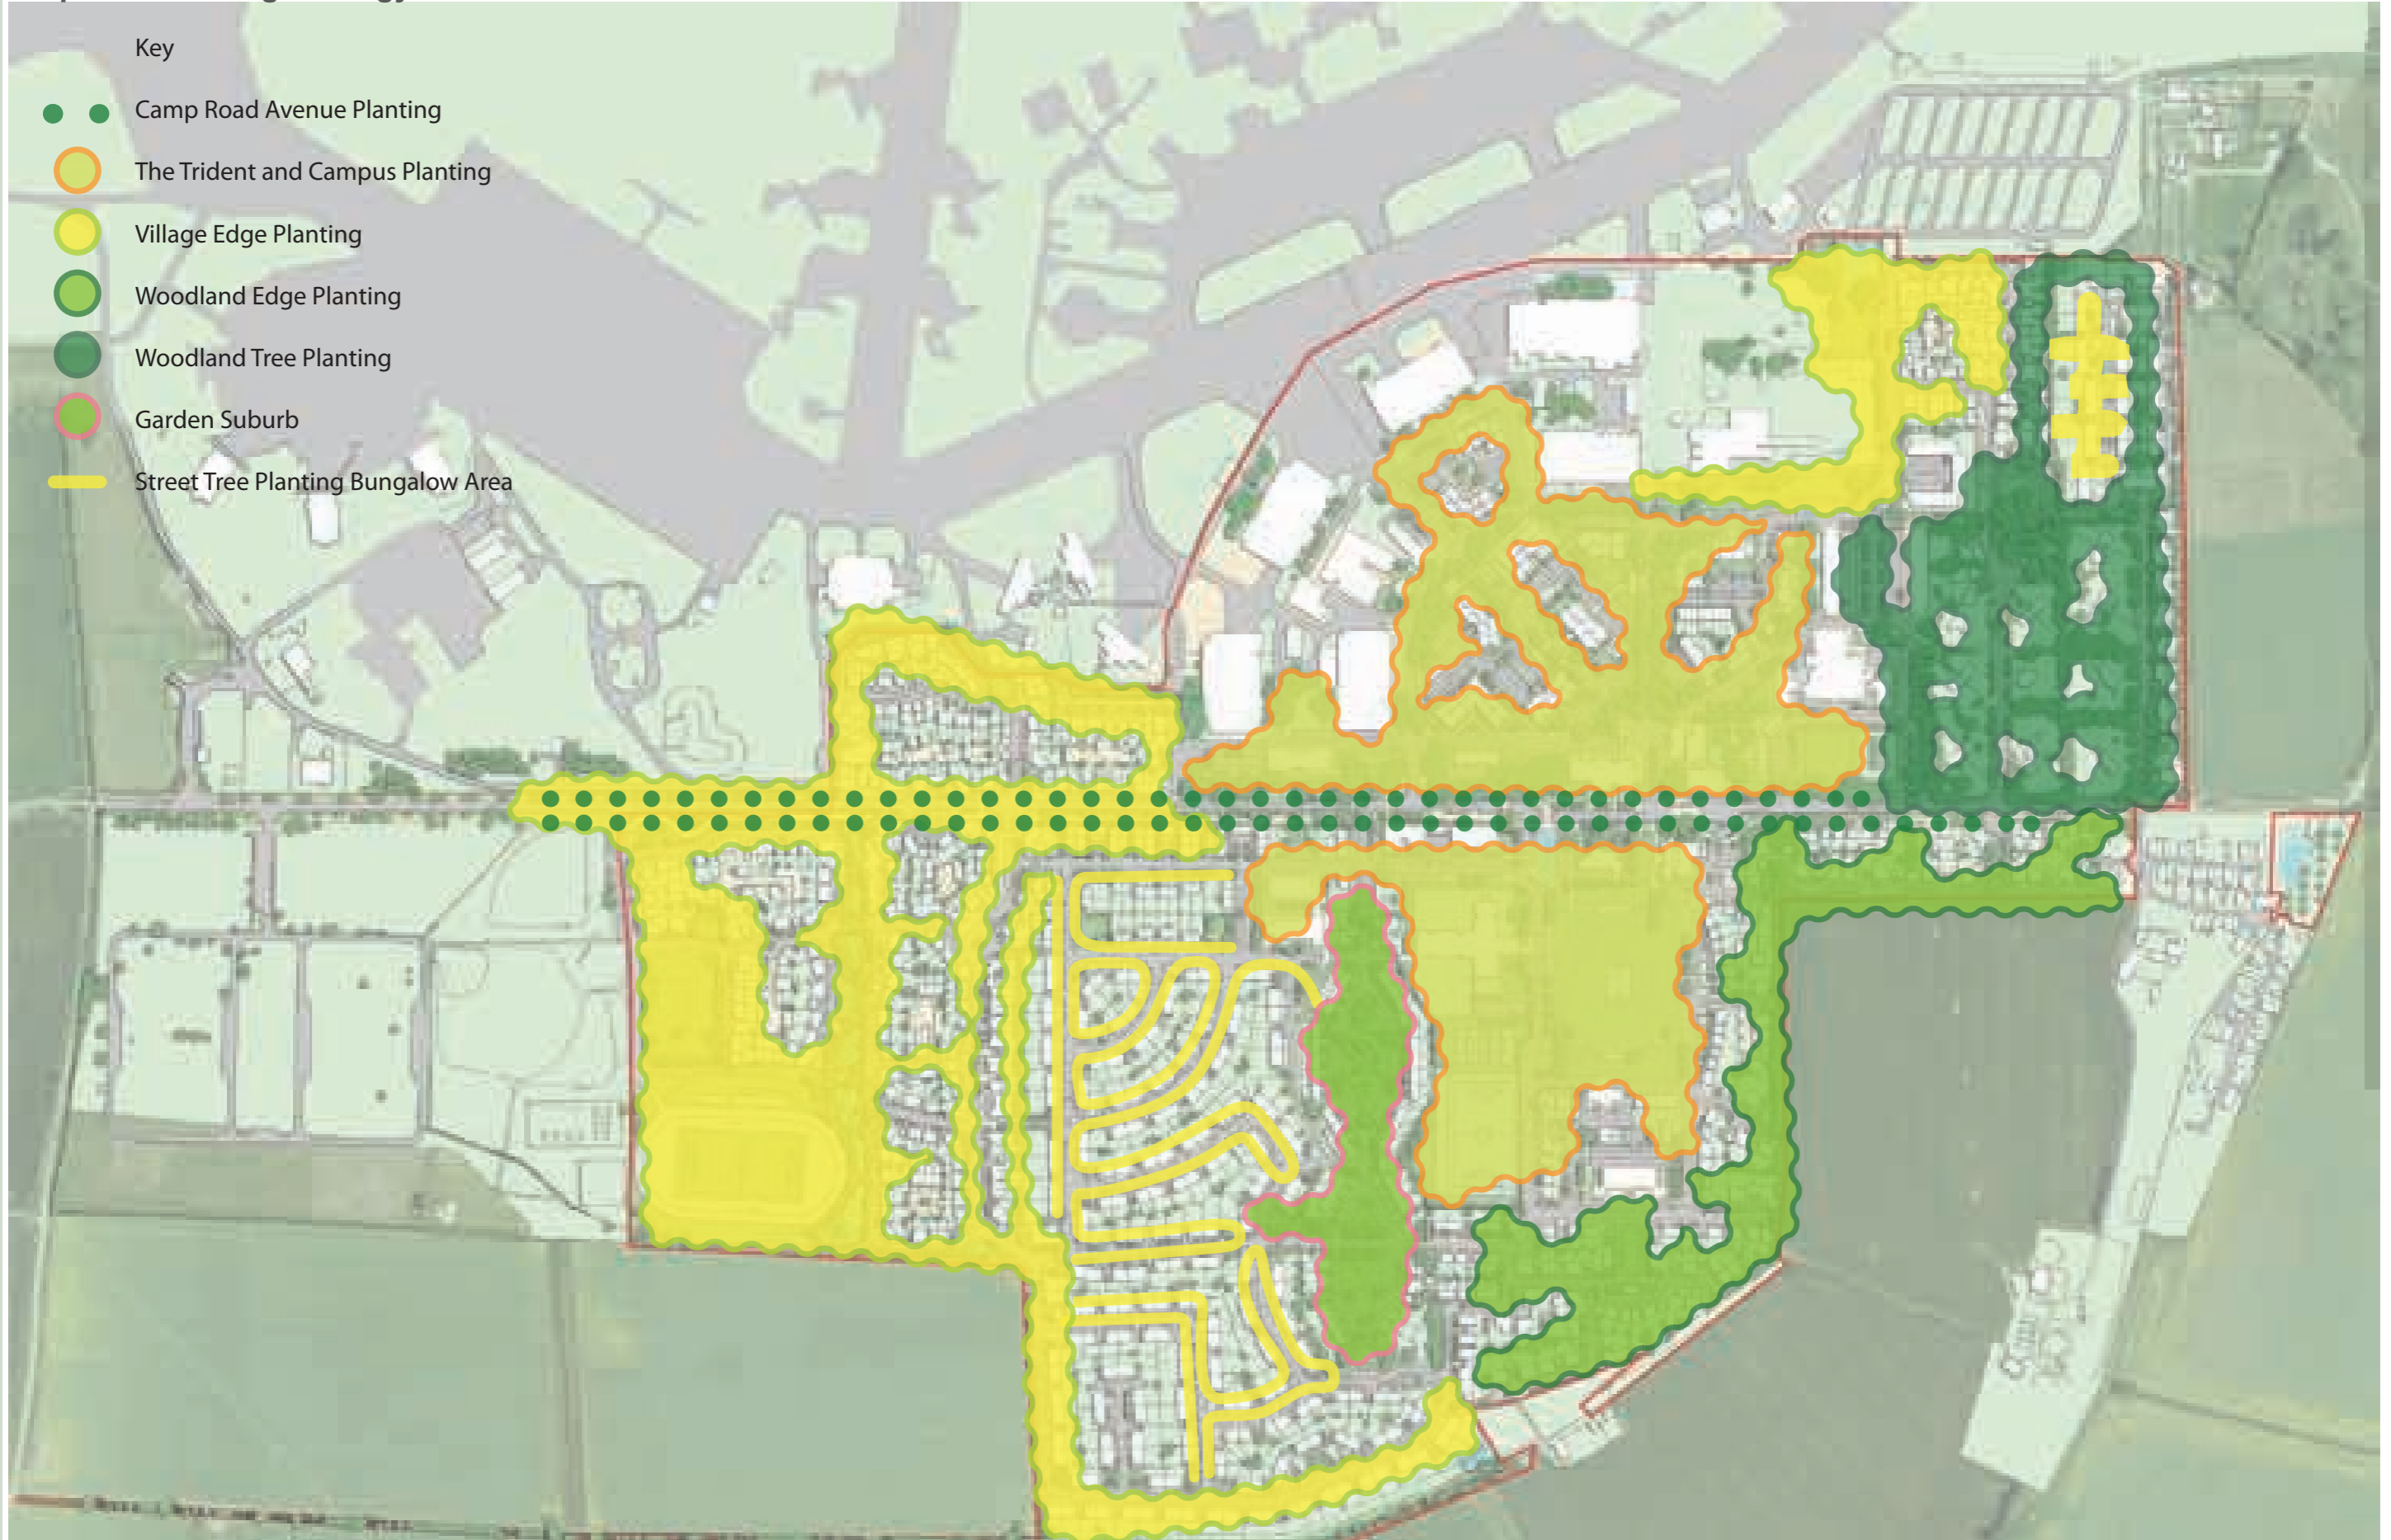 Key
Camp Road Avenue Planting
The Trident and Campus Planting
Village Edge Planting
Woodland Edge Planting
Woodland Tree Planting
Garden Suburb
Street Tree Planting Bungalow Area